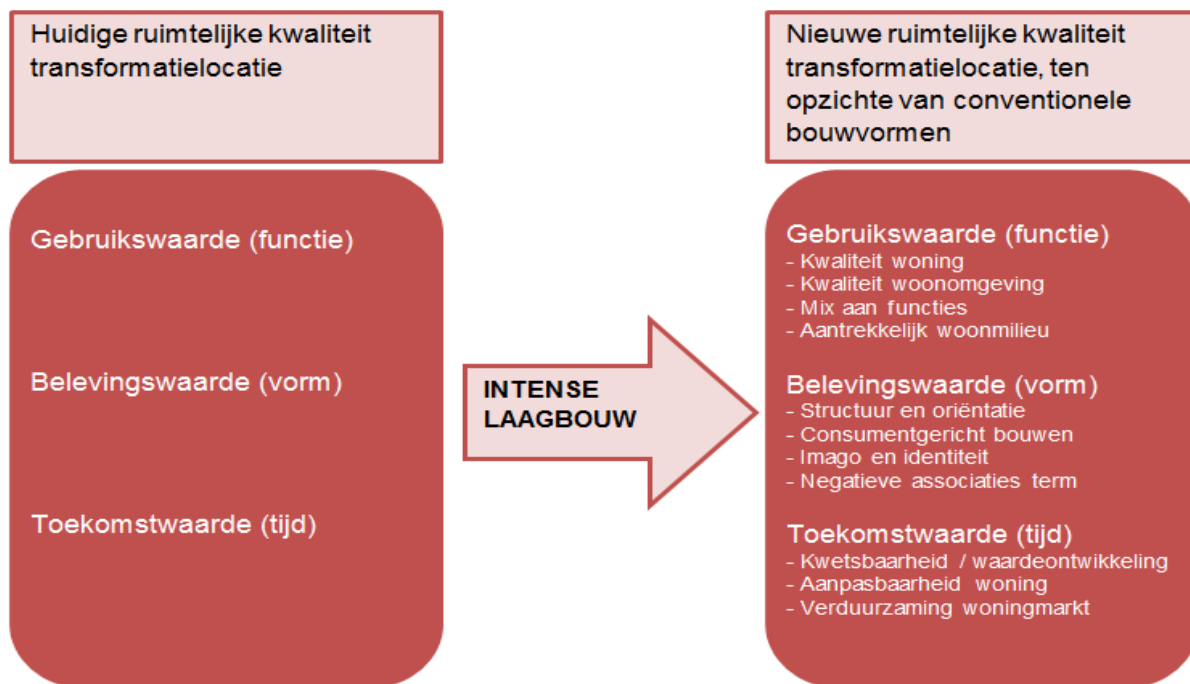 Huidige ruimtelijke kwaliteit
transformatielocatie
Gebruikswaarde (functie)
Belevingswaarde (vorm)
Toekomstwaarde (tijd)
INTENSE
LAAGBOUW
Nieuwe ruimtelijke kwaliteit
transformatielocatie, ten
opzichte van conventionele
bouwvormen
Gebruikswaarde (functie)
- Kwaliteit woning
- Kwaliteit woonomgeving
- Mix aan functies
- Aantrekkelijk woonmilieu
Belevingswaarde (vorm)
- Structuur en oriëntatie
- Consumentgericht bouwen
- Imago en identiteit
- Negatieve associaties term
Toekomstwaarde (tijd)
- Kwetsbaarheid / waardeontwikkeling
- Aanpasbaarheid woning
- Verduurzaming woningmarkt